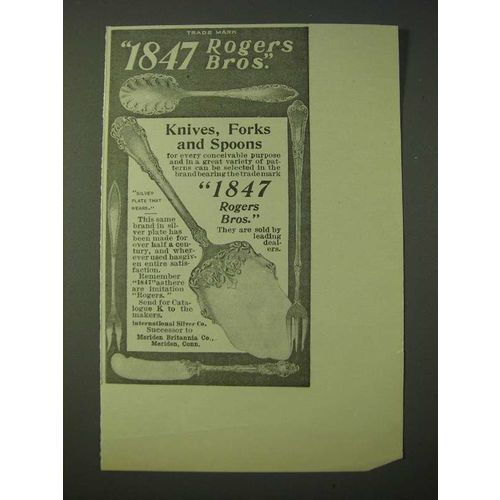 TRADE MARK
"1847 Rogers
Bros."
Knives, Forks
and Spoons
for every conceivable purpose
and in a great variety of pat-
terns can be selected in the
brand bearing the trade mark
"1847
Rogers
Bros."
They are sold by
leading
deal-
ers.
"SILVER
PLATE THAT
WEARS."
This same
brand in sil-
ver plate has
been made for
over half a cen-
tury, and wher-
ever used has giv-
en entire satis-
faction.
Remember
"1847" as there
are imitation
"Rogers."
Send for Cata-
logue K to the
makers.
International Silver Co.
Successor to
Meriden Britannia Co.,
Meriden, Conn.